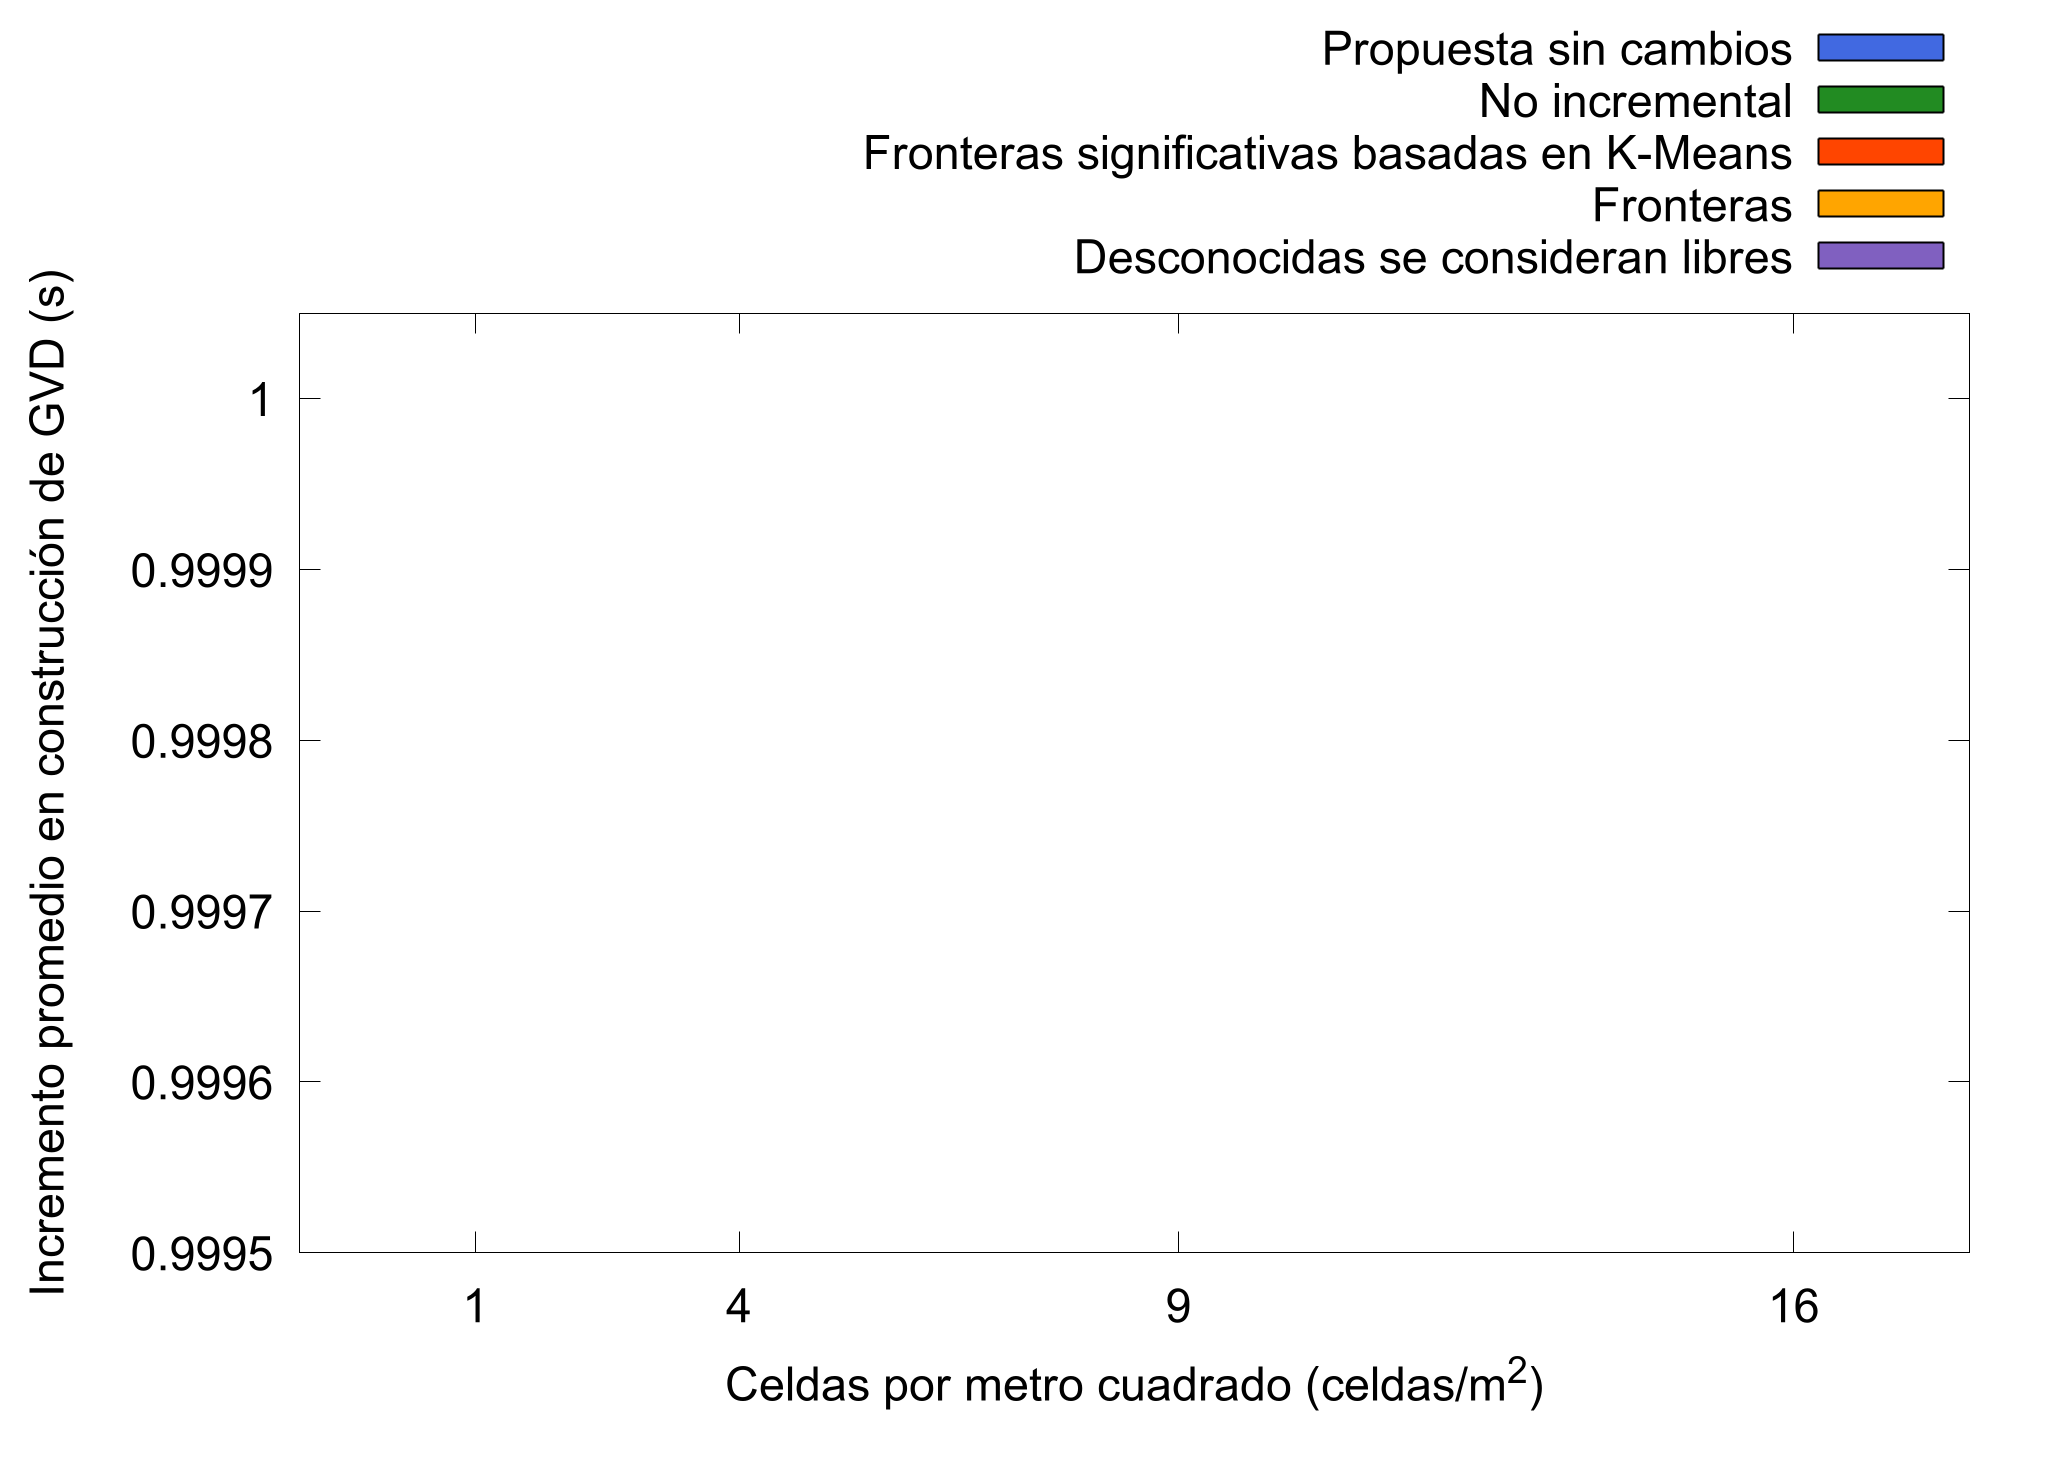 Propuesta sin cambios
No incremental
Fronteras significativas basadas en K-Means
Fronteras
Desconocidas se consideran libres
Incremento promedio en construcción de GVD (s)
1
0.9999
0.9998
0.9997
0.9996
0.9995
1 4 9 16
Celdas por metro cuadrado (celdas/m²)